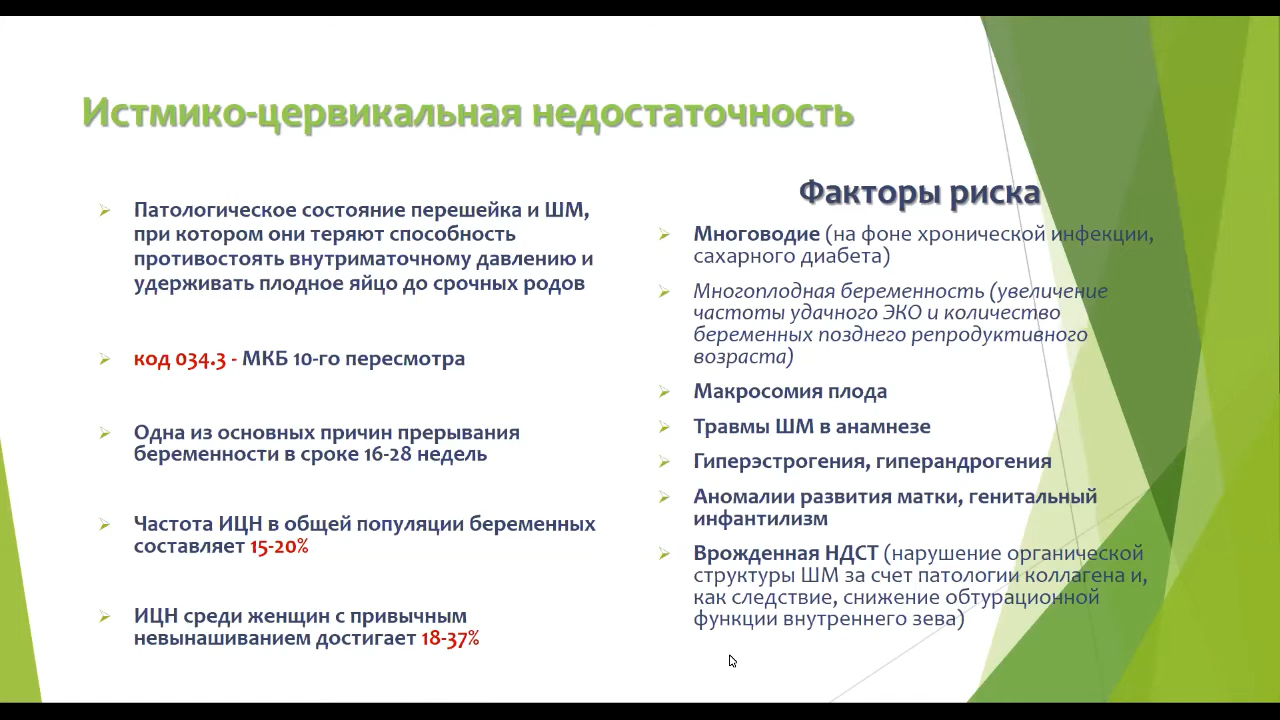 Истмико-цервикальная недостаточность
Патологическое состояние перешейка и ШМ,
при котором они теряют способность
противостоять внутриматочному давлению и
удерживать плодное яйцо до срочных родов
код 034.3 - МКБ 10-го пересмотра
Одна из основных причин прерывания
беременности в сроке 16-28 недель
Частота ИЦН в общей популяции беременных
составляет 15-20%
ИЦН среди женщин с привычным
невынашиванием достигает 18-37%
Факторы риска
Многоводие (на фоне хронической инфекции,
сахарного диабета)
Многоплодная беременность (увеличение
частоты удачного ЭКО и количество
беременных позднего репродуктивного
возраста)
Макросомия плода
Травмы ШМ в анамнезе
Гиперэстрогения, гиперандрогения
Аномалии развития матки, генитальный
инфантилизм
Врожденная НДСТ (нарушение органической
структуры ШМ за счет патологии коллагена и,
как следствие, снижение обтурационной
функции внутреннего зева)